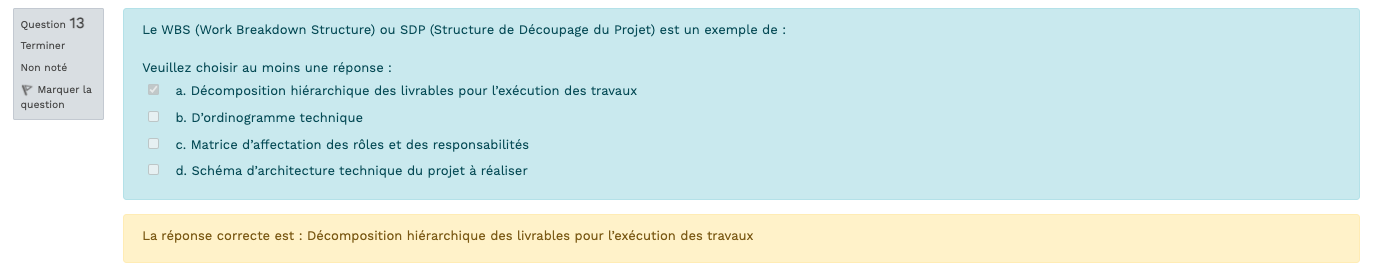 Question 13
Terminer
Non noté
Marquer la
question
Le WBS (Work Breakdown Structure) ou SDP (Structure de Découpage du Projet) est un exemple de :
Veuillez choisir au moins une réponse :
a. Décomposition hiérarchique des livrables pour l’exécution des travaux
b. D’ordinogramme technique
c. Matrice d’affectation des rôles et des responsabilités
d. Schéma d’architecture technique du projet à réaliser
La réponse correcte est : Décomposition hiérarchique des livrables pour l’exécution des travaux